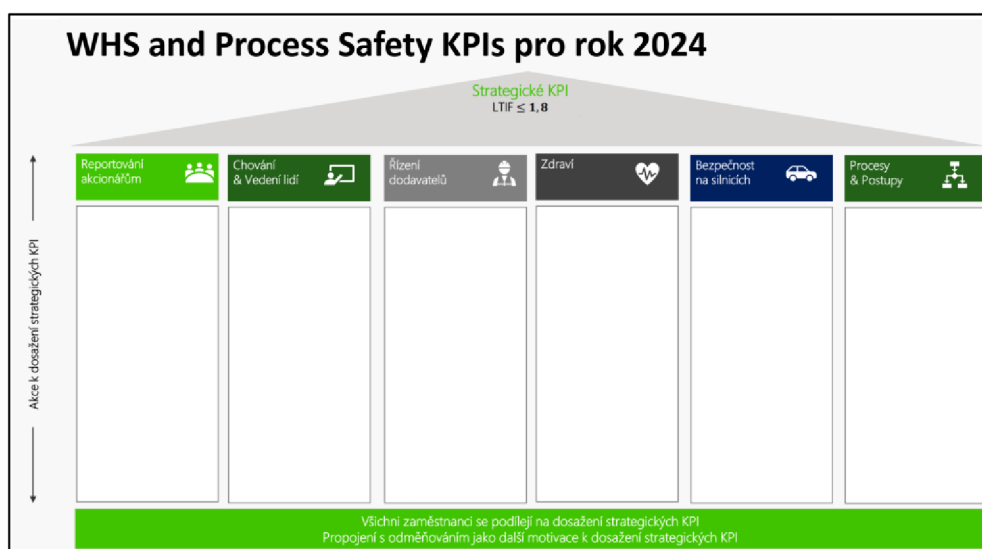 WHS and Process Safety KPIs pro rok 2024
Strategické KPI
LTIF ≤ 1,8
Reportování
akcionářům
Chování
& Vedení lidí
Řízení
dodavatelů
Zdraví
Bezpečnost
na silnicích
Procesy
& Postupy
Akce k dosažení strategických KPI
Všichni zaměstnanci se podílejí na dosažení strategických KPI
Propojení s odměňováním jako další motivace k dosažení strategických KPI